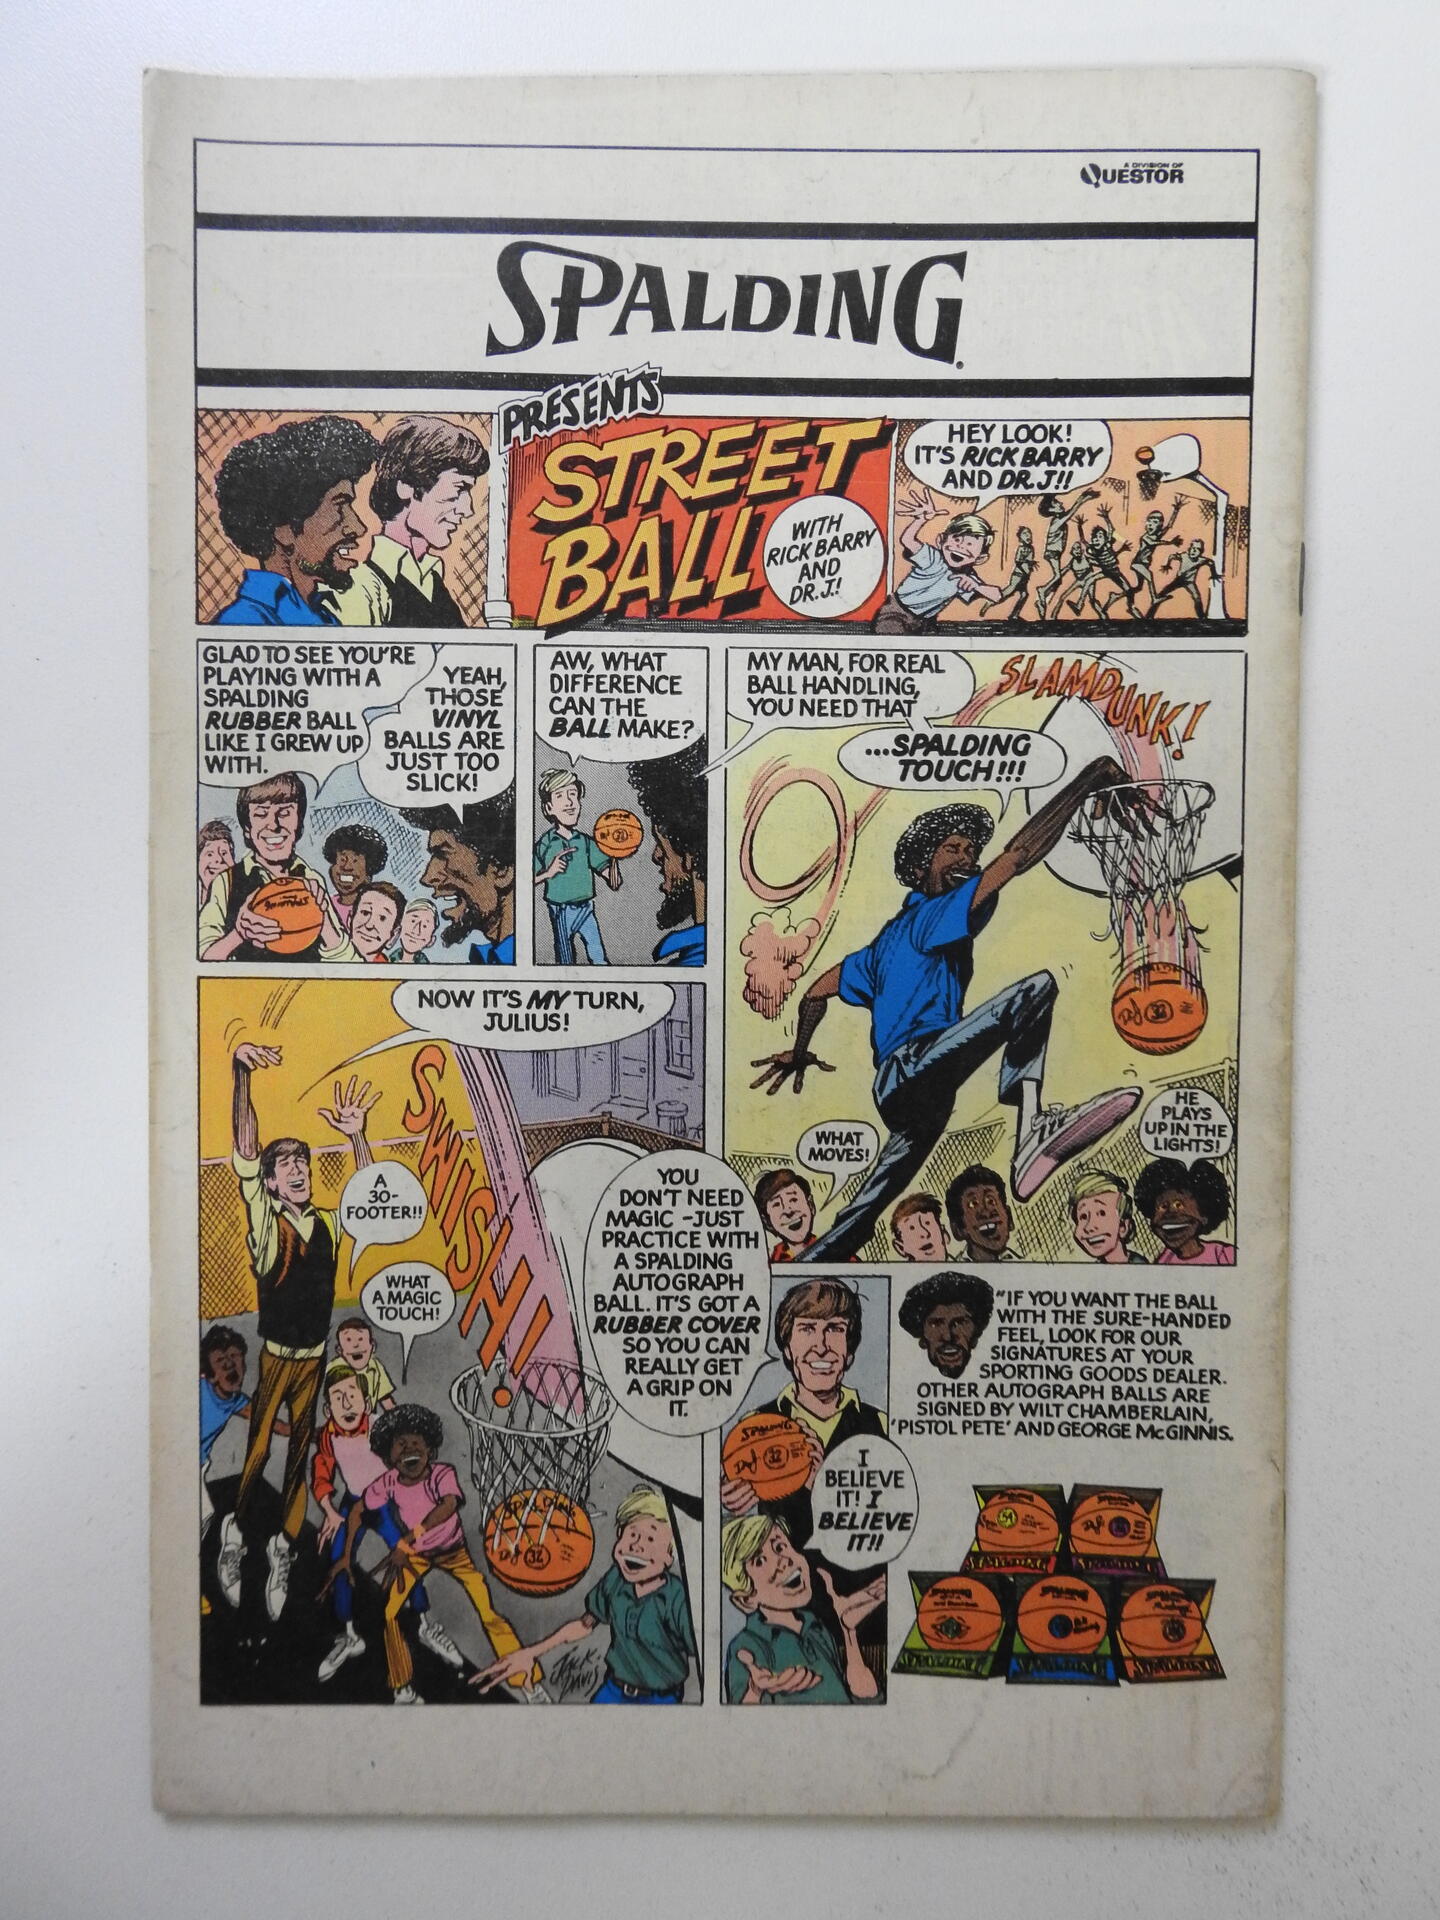 A DIVISION OF
QUESTOR
SPALDING
PRESENTS
STREET
BALL
WITH
RICK BARRY
AND
DR. J.!
HEY LOOK!
IT'S RICK BARRY
AND DR. J!!
GLAD TO SEE YOU'RE
PLAYING WITH A
SPALDING
RUBBER BALL
LIKE I GREW UP
WITH.
YEAH,
THOSE
VINYL
BALLS ARE
JUST TOO
SLICK!
AW, WHAT
DIFFERENCE
CAN THE
BALL MAKE?
MY MAN, FOR REAL
BALL HANDLING,
YOU NEED THAT
...SPALDING
TOUCH!!!
SLAMDUNK!
WHAT
MOVES!
HE
PLAYS
UP IN THE
LIGHTS!
NOW IT'S MY TURN,
JULIUS!
SWISH!
A
30-
FOOTER!!
WHAT
A MAGIC
TOUCH!
SPALDING
Dr J 32
JACK
DAVIS
YOU
DON'T NEED
MAGIC -JUST
PRACTICE WITH
A SPALDING
AUTOGRAPH
BALL. IT'S GOT A
RUBBER COVER
SO YOU CAN
REALLY GET
A GRIP ON
IT.
SPALDING
Dr J 32
I
BELIEVE
IT! I
BELIEVE
IT!!
"IF YOU WANT THE BALL
WITH THE SURE-HANDED
FEEL, LOOK FOR OUR
SIGNATURES AT YOUR
SPORTING GOODS DEALER.
OTHER AUTOGRAPH BALLS ARE
SIGNED BY WILT CHAMBERLAIN,
'PISTOL PETE' AND GEORGE McGINNIS.